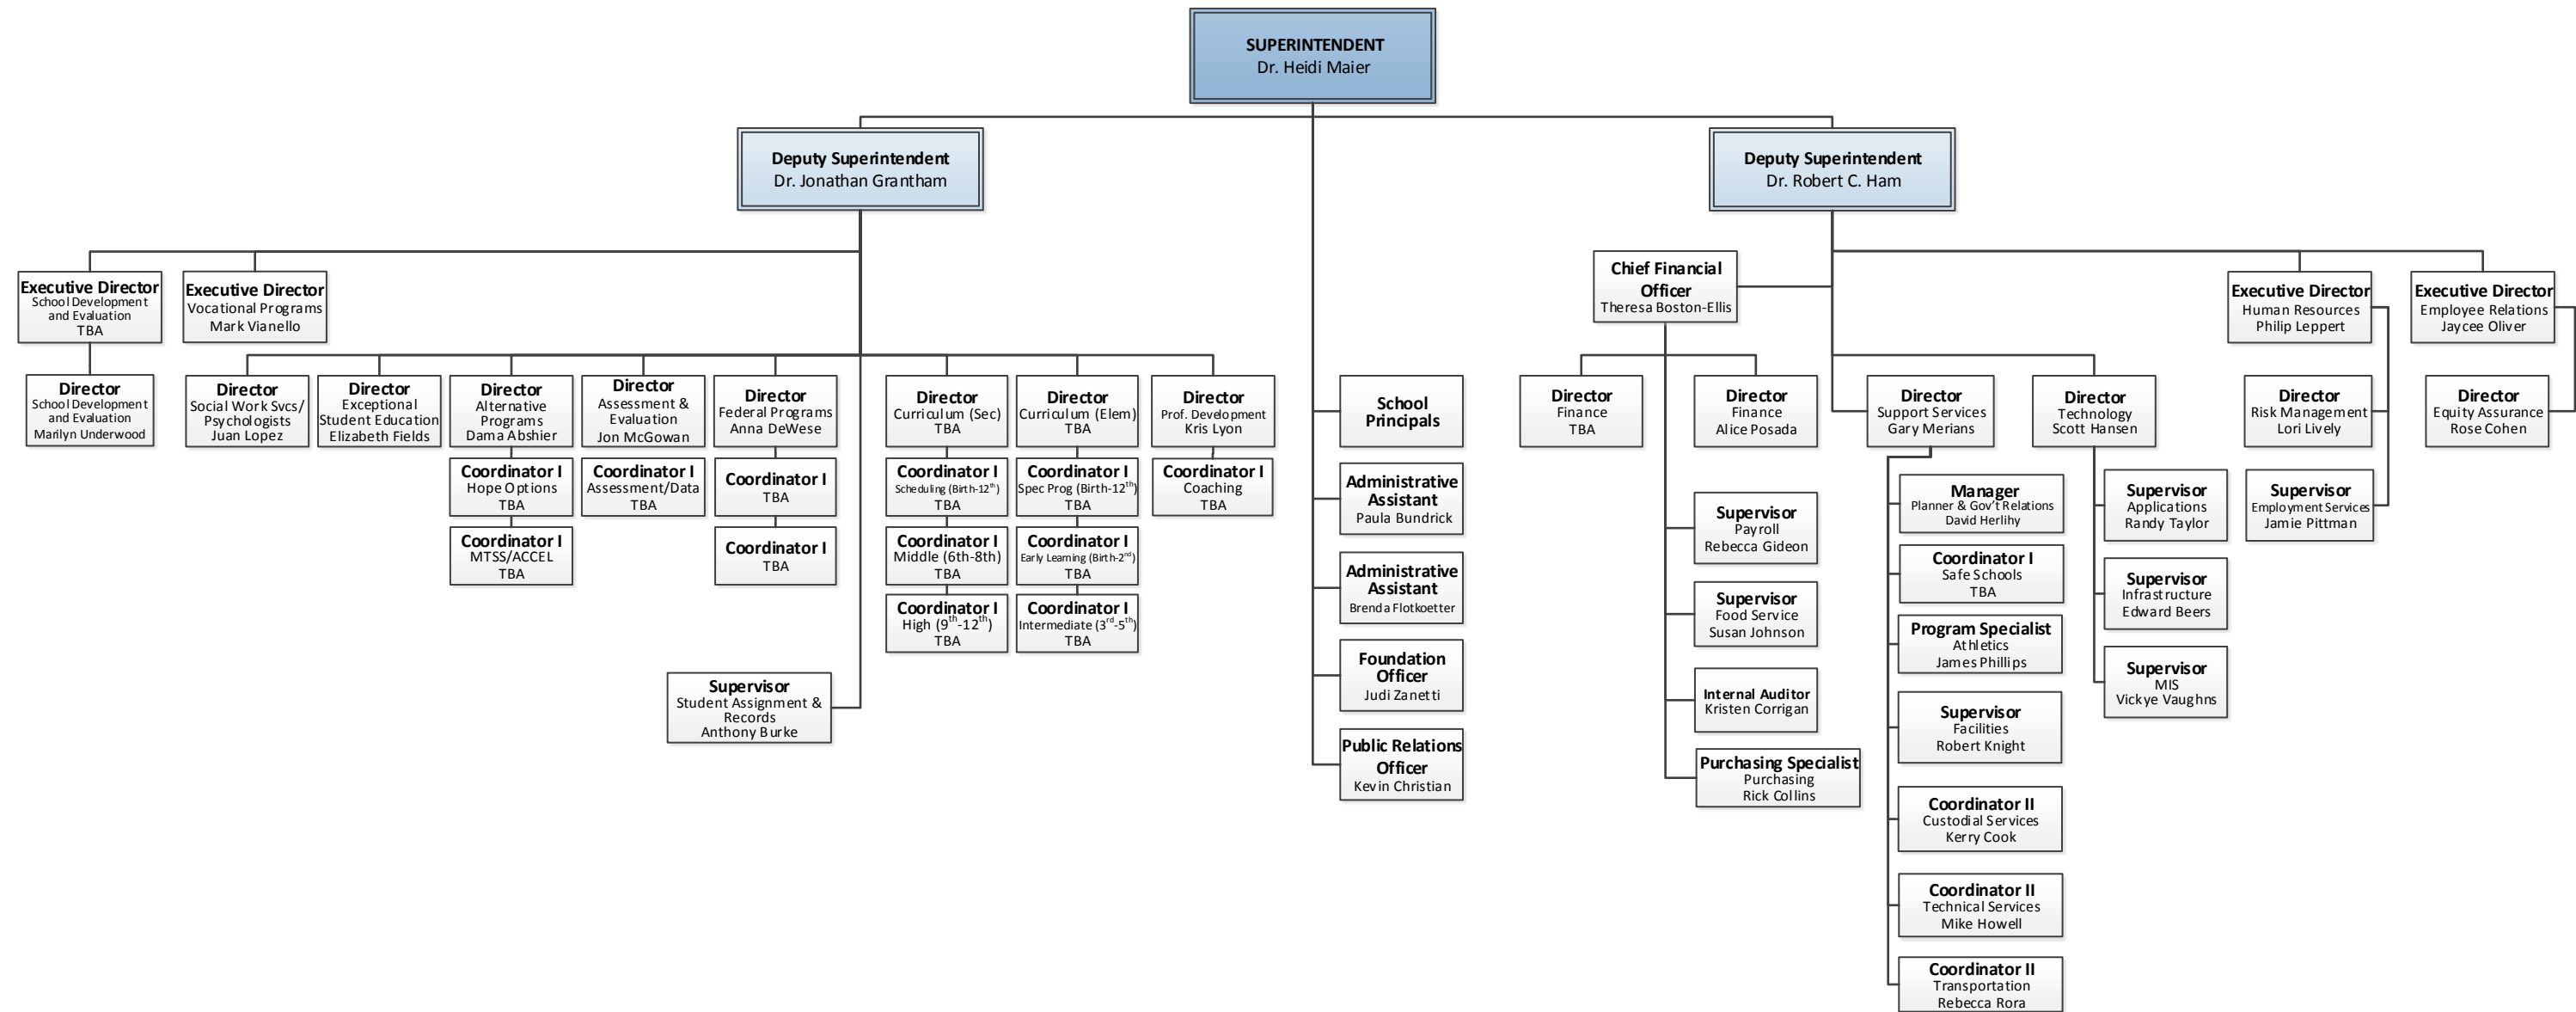 SUPERINTENDENT
Dr. Heidi Maier
Deputy Superintendent
Dr. Jonathan Grantham
Deputy Superintendent
Dr. Robert C. Ham
Executive Director
School Development
and Evaluation
TBA
Executive Director
Vocational Programs
Mark Vianello
Director
School Development
and Evaluation
Marilyn Underwood
Director
Social Work Svcs/
Psychologists
Juan Lopez
Director
Exceptional
Student Education
Elizabeth Fields
Director
Alternative
Programs
Dama Abshier
Coordinator I
Hope Options
TBA
Coordinator I
MTSS/ACCEL
TBA
Director
Assessment &
Evaluation
Jon McGowan
Coordinator I
Assessment/Data
TBA
Director
Federal Programs
Anna DeWese
Coordinator I
TBA
Coordinator I
TBA
Supervisor
Student Assignment &
Records
Anthony Burke
Director
Curriculum (Sec)
TBA
Coordinator I
Scheduling (Birth-12th)
TBA
Coordinator I
Middle (6th-8th)
TBA
Coordinator I
High (9th-12th)
TBA
Director
Curriculum (Elem)
TBA
Coordinator I
Spec Prog (Birth-12th)
TBA
Coordinator I
Early Learning (Birth-2nd)
TBA
Coordinator I
Intermediate (3rd-5th)
TBA
Director
Prof. Development
Kris Lyon
Coordinator I
Coaching
TBA
School
Principals
Administrative
Assistant
Paula Bundrick
Administrative
Assistant
Brenda Flotkoetter
Foundation
Officer
Judi Zanetti
Public Relations
Officer
Kevin Christian
Chief Financial
Officer
Theresa Boston-Ellis
Director
Finance
TBA
Director
Finance
Alice Posada
Supervisor
Payroll
Rebecca Gideon
Supervisor
Food Service
Susan Johnson
Internal Auditor
Kristen Corrigan
Purchasing Specialist
Purchasing
Rick Collins
Director
Support Services
Gary Merians
Manager
Planner & Gov't Relations
David Herlihy
Coordinator I
Safe Schools
TBA
Program Specialist
Athletics
James Phillips
Supervisor
Facilities
Robert Knight
Coordinator II
Custodial Services
Kerry Cook
Coordinator II
Technical Services
Mike Howell
Coordinator II
Transportation
Rebecca Rora
Director
Technology
Scott Hansen
Supervisor
Applications
Randy Taylor
Supervisor
Infrastructure
Edward Beers
Supervisor
MIS
Vickye Vaughns
Executive Director
Human Resources
Philip Leppert
Director
Risk Management
Lori Lively
Supervisor
Employment Services
Jamie Pittman
Executive Director
Employee Relations
Jaycee Oliver
Director
Equity Assurance
Rose Cohen